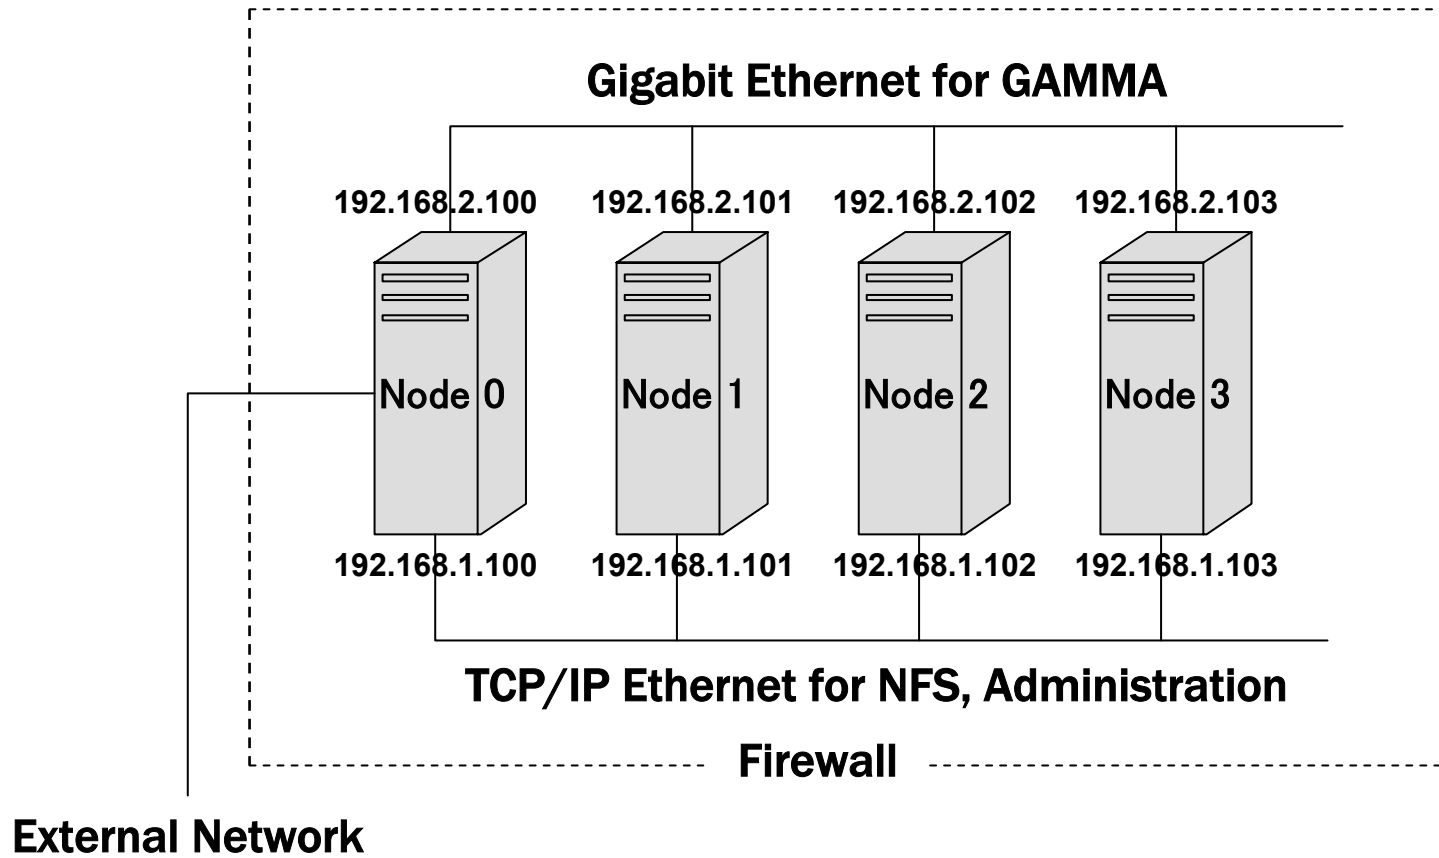 Gigabit Ethernet for GAMMA
192.168.2.100 192.168.2.101 192.168.2.102 192.168.2.103
Node 0 Node 1 Node 2 Node 3
192.168.1.100 192.168.1.101 192.168.1.102 192.168.1.103
TCP/IP Ethernet for NFS, Administration
Firewall
External Network